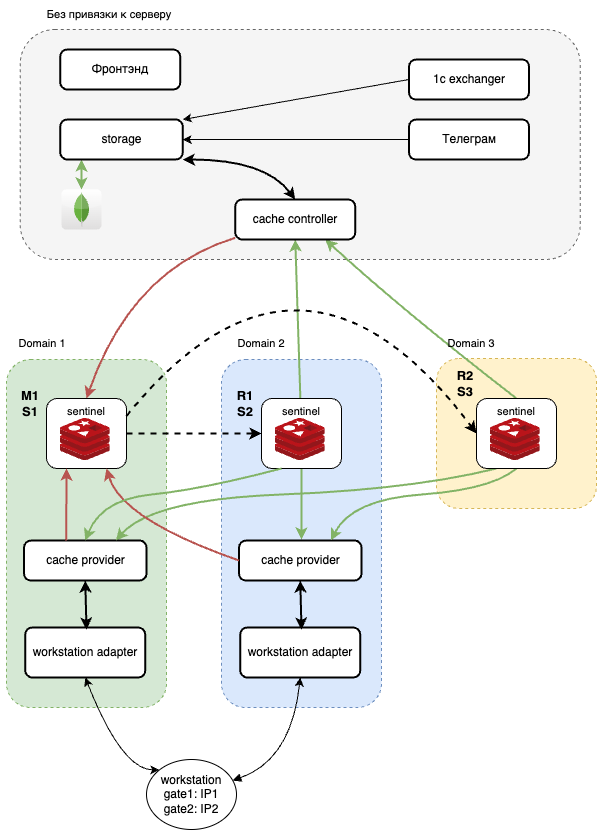 Без привязки к серверу
Фронтэнд
1c exchanger
storage
Телеграм
cache controller
Domain 1
Domain 2
Domain 3
M1
S1
sentinel
R1
S2
sentinel
R2
S3
sentinel
cache provider
cache provider
workstation adapter
workstation adapter
workstation
gate1: IP1
gate2: IP2